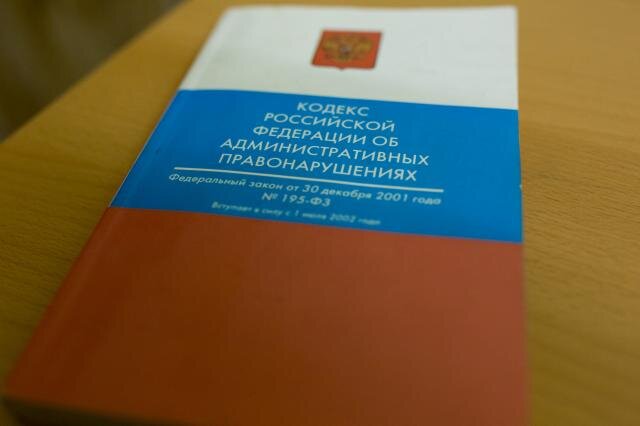 КОДЕКС
РОССИЙСКОЙ
ФЕДЕРАЦИИ ОБ
АДМИНИСТРАТИВНЫХ
ПРАВОНАРУШЕНИЯХ
Федеральный закон от 30 декабря 2001 года
№ 195-ФЗ
Вступает в силу с 1 июля 2002 года